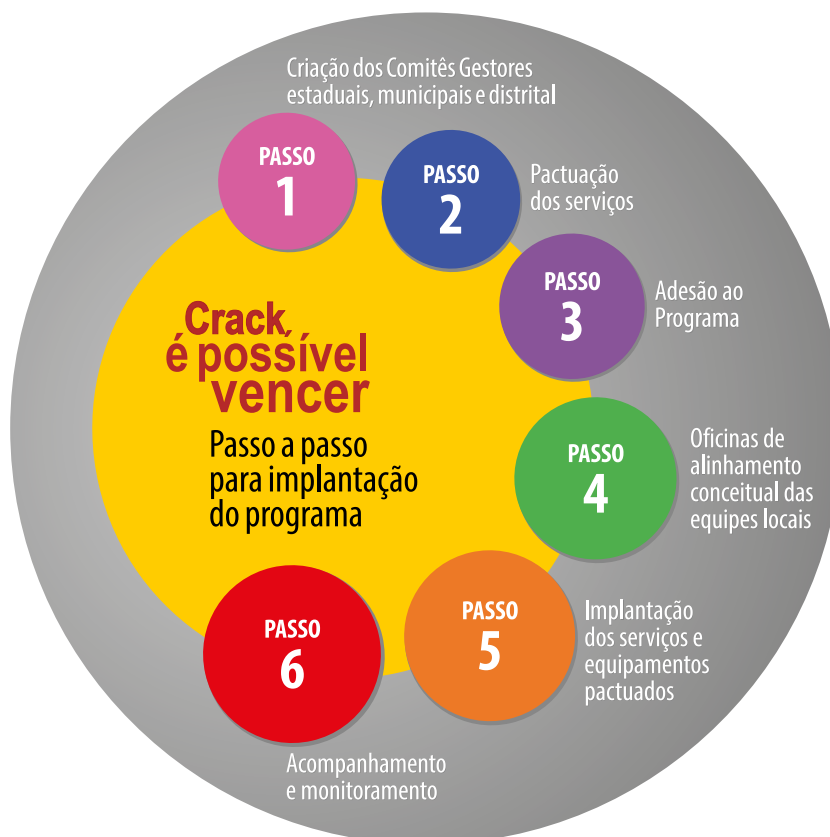 Criação dos Comitês Gestores
estaduais, municipais e distrital
PASSO
1
PASSO
2
Pactuação
dos serviços
PASSO
3
Adesão ao
Programa
Crack,
é possível
vencer
Passo a passo
para implantação
do programa
PASSO
4
Oficinas de
alinhamento
conceitual das
equipes locais
PASSO
5
Implantação
dos serviços e
equipamentos
pactuados
PASSO
6
Acompanhamento
e monitoramento